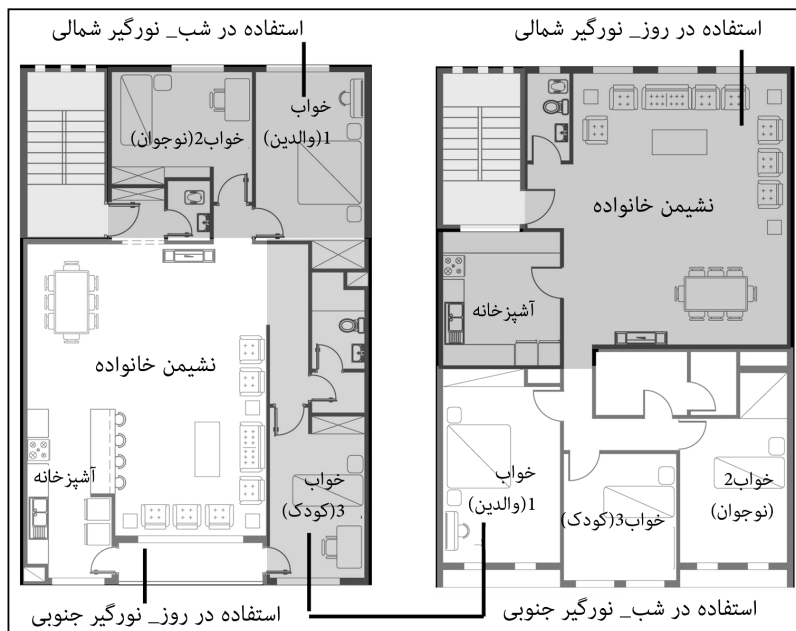 استفاده در شب_ نورگیر شمالی
خواب
1(والدین)
خواب2(نوجوان)
نشیمن خانواده
آشپزخانه
خواب
3(کودک)
استفاده در روز_ نورگیر جنوبی
استفاده در روز_ نورگیر شمالی
نشیمن خانواده
آشپزخانه
خواب
1(والدین)
خواب3(کودک)
خواب2
(نوجوان)
استفاده در شب_ نورگیر جنوبی